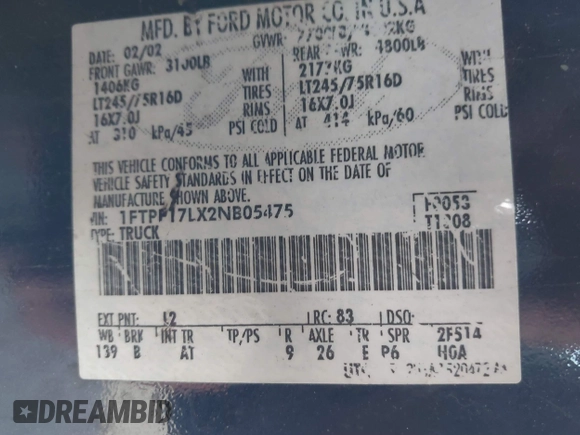 MFD. BY FORD MOTOR CO. IN U.S.A
DATE: 02/02
GVWR:
FRONT GAWR: 3100LB
1406KG
LT245/75R16D
16X7.0J
AT 310 kPa/45
WITH
TIRES
RIMS
PSI COLD
REAR 4800LB
2177KG
LT245/75R16D
16X7.0J
AT 414 kPa/60
WITH
TIRES
RIMS
PSI COLD
THIS VEHICLE CONFORMS TO ALL APPLICABLE FEDERAL MOTOR
VEHICLE SAFETY STANDARDS IN EFFECT ON THE DATE OF
MANUFACTURE SHOWN ABOVE.
VIN: 1FTPF17LX2NB05475
TYPE: TRUCK
F0053
T1208
EXT PNT: L2 RC: 83 DSO:
WB BRK INT TR TP/PS R AXLE TR SPR 2F514
139 B AT 9 26 E P6 HGA
DREAMBID